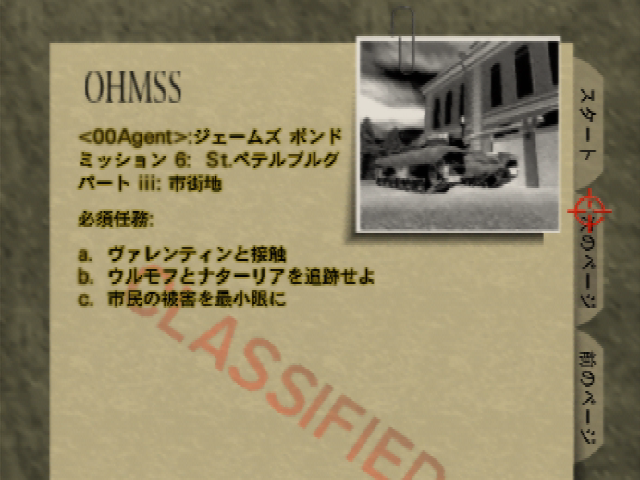 OHMSS
<00Agent>:ジェームズ ボンド
ミッション 6: St.ペテルブルグ
パート iii: 市街地
必須任務:
a. ヴァレンティンと接触
b. ウルモフとナターリアを追跡せよ
c. 市民の被害を最小限に
CLASSIFIED
スタート
のページ
前のページ